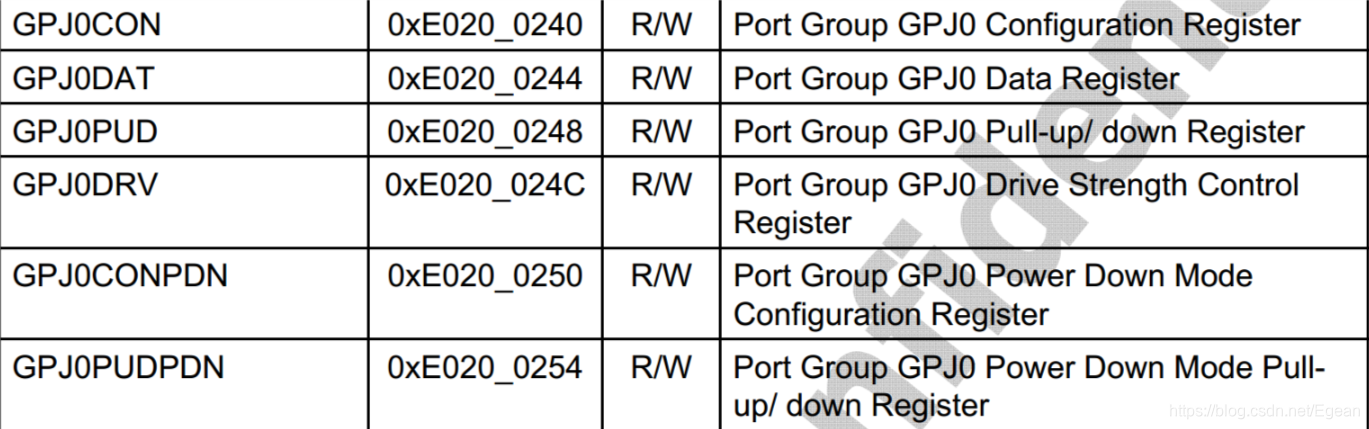 GPJ0CON 0xE020_0240 R/W Port Group GPJ0 Configuration Register
GPJ0DAT 0xE020_0244 R/W Port Group GPJ0 Data Register
GPJ0PUD 0xE020_0248 R/W Port Group GPJ0 Pull-up/ down Register
GPJ0DRV 0xE020_024C R/W Port Group GPJ0 Drive Strength Control
Register
GPJ0CONPDN 0xE020_0250 R/W Port Group GPJ0 Power Down Mode
Configuration Register
GPJ0PUDPDN 0xE020_0254 R/W Port Group GPJ0 Power Down Mode Pull-
up/ down Register
nfident
https://blog.csdn.net/Egean